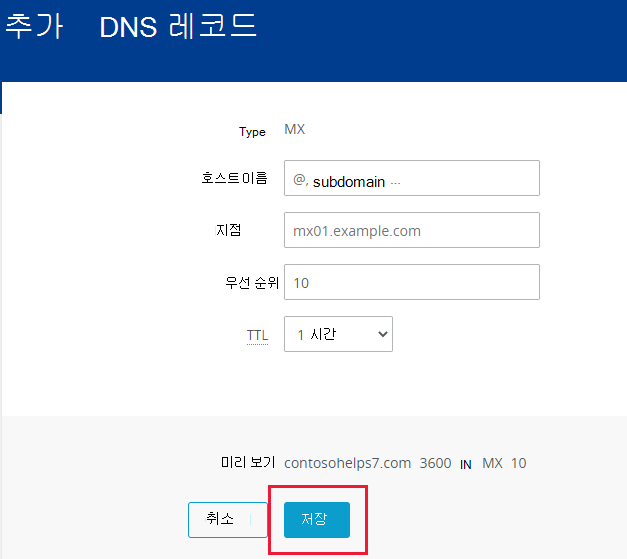 추가 DNS 레코드
Type MX
호스트이름 @, subdomain ...
지점 mx01.example.com
우선 순위 10
TTL 1 시간
미리 보기 contosohelps7.com 3600 IN MX 10
취소 저장